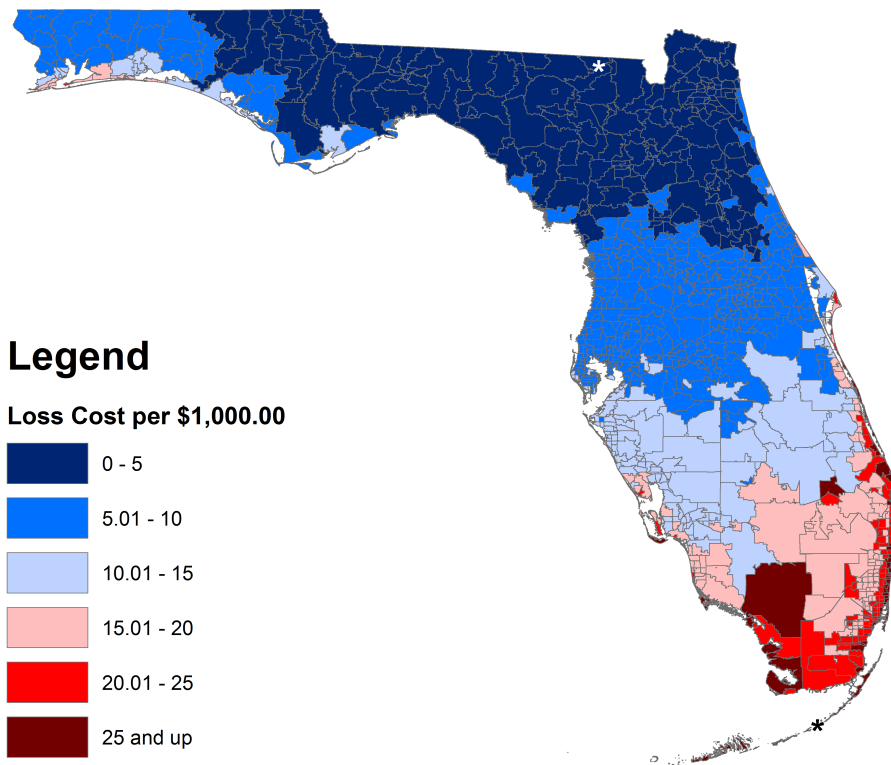 *
Legend
Loss Cost per $1,000.00
0 - 5
5.01 - 10
10.01 - 15
15.01 - 20
20.01 - 25
25 and up
*